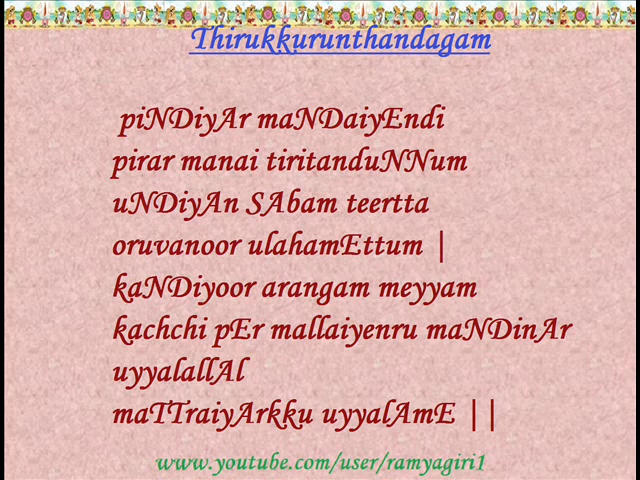 Thirukkurunthandagam
piNDiyAr maNDaiyEndi
pirar manai tiritanduNNum
uNDiyAn SAbam teertta
oruvanoor ulahamEttum |
kaNDiyoor arangam meyyam
kachchi pEr mallaiyenru maNDinAr
uyyalallAl
maTTraiyArkku uyyalAmE ||
www.youtube.com/user/ramyagiri1